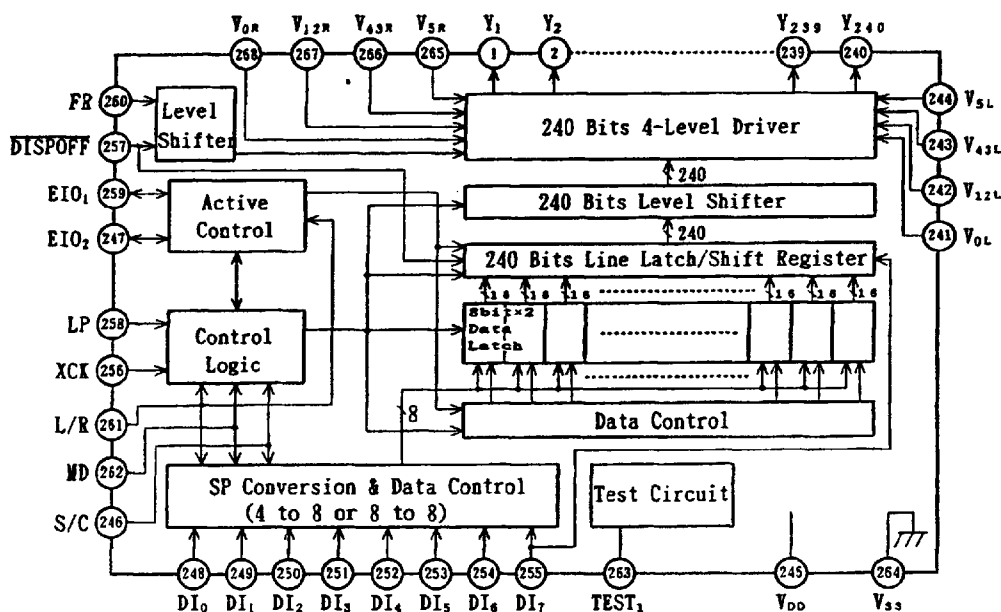 V0R V12R V43R V5R Y1 Y2 Y239 Y240
268 267 266 265 1 2 239 240
FR 260
Level Shifter
DISPOFF 257
240 Bits 4-Level Driver
244 V5L
243 V43L
242 V12L
241 V0L
240
EIO1 259
EIO2 247
Active Control
240 Bits Level Shifter
240
240 Bits Line Latch/Shift Register
16 16 16 16 16 16
LP 258
XCK 256
Control Logic
8bit×2 Data Latch
L/R 261
8
Data Control
MD 262
S/C 246
SP Conversion & Data Control
(4 to 8 or 8 to 8)
Test Circuit
248 249 250 251 252 253 254 255 263 245 264
DI0 DI1 DI2 DI3 DI4 DI5 DI6 DI7 TEST1 VDD VSS